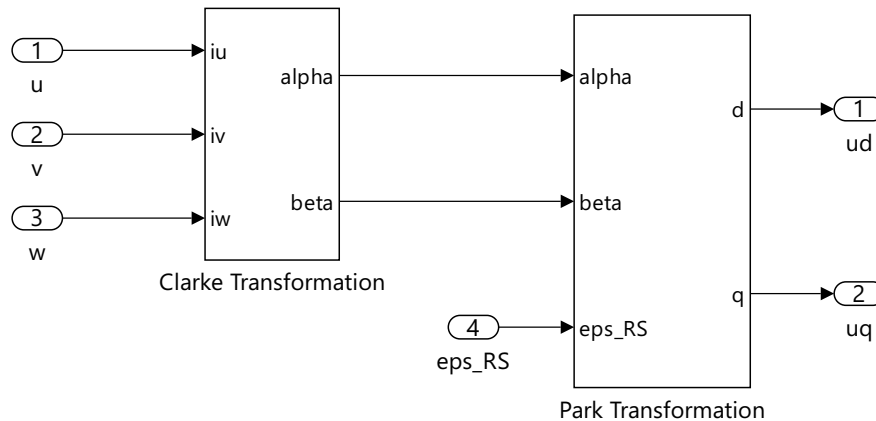 1
u
2
v
3
w
iu
iv
iw
alpha
beta
Clarke Transformation
4
eps_RS
alpha
beta
eps_RS
d
q
Park Transformation
1
ud
2
uq